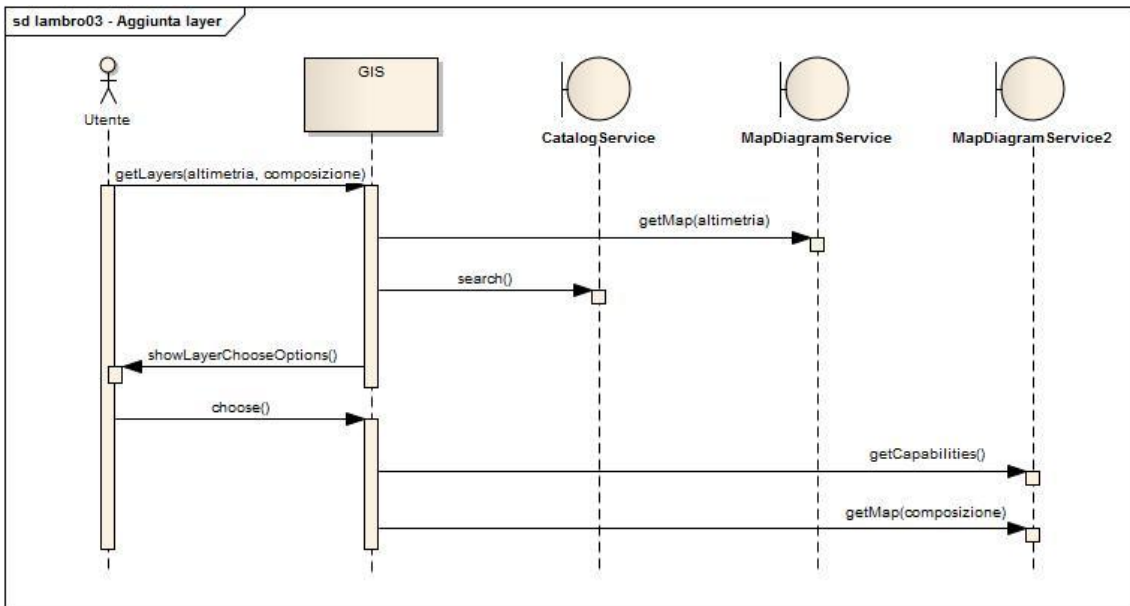 sd lambro03 - Aggiunta layer
Utente
GIS
CatalogService
MapDiagramService
MapDiagramService2
getLayers(altimetria, composizione)
getMap(altimetria)
search()
showLayerChooseOptions()
choose()
getCapabilities()
getMap(composizione)